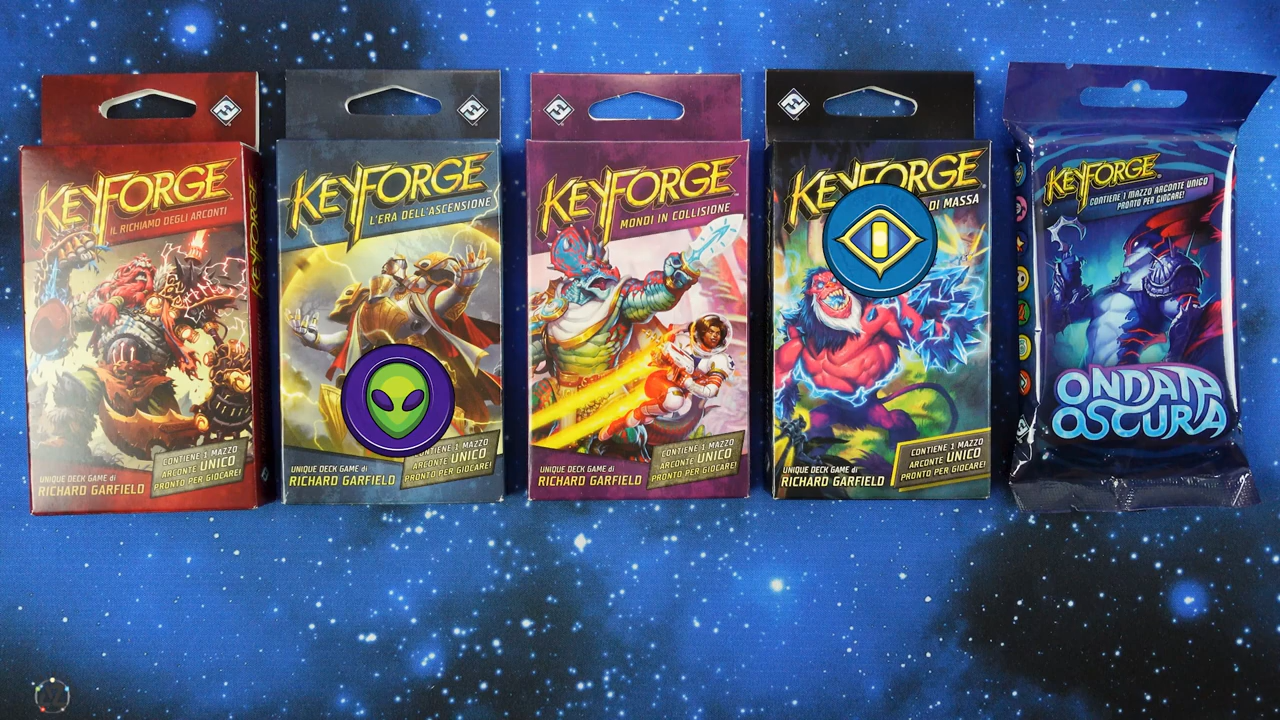 KEYFORGE
IL RICHIAMO DEGLI ARCONTI
KEYFORGE
CONTIENE 1 MAZZO
ARCONTE UNICO
PRONTO PER GIOCARE!
UNIQUE DECK GAME di
RICHARD GARFIELD
KEYFORGE
L'ERA DELL'ASCENSIONE
CONTIENE 1 MAZZO
ARCONTE UNICO
PRONTO PER GIOCARE!
UNIQUE DECK GAME di
RICHARD GARFIELD
KEYFORGE
MONDI IN COLLISIONE
CONTIENE 1 MAZZO
ARCONTE UNICO
PRONTO PER GIOCARE!
UNIQUE DECK GAME di
RICHARD GARFIELD
KEYFORGE
DI MASSA
CONTIENE 1 MAZZO
ARCONTE UNICO
PRONTO PER GIOCARE!
UNIQUE DECK GAME di
RICHARD GARFIELD
KEYFORGE
CONTIENE 1 MAZZO ARCONTE UNICO
PRONTO PER GIOCARE!
ONDATA
OSCURA